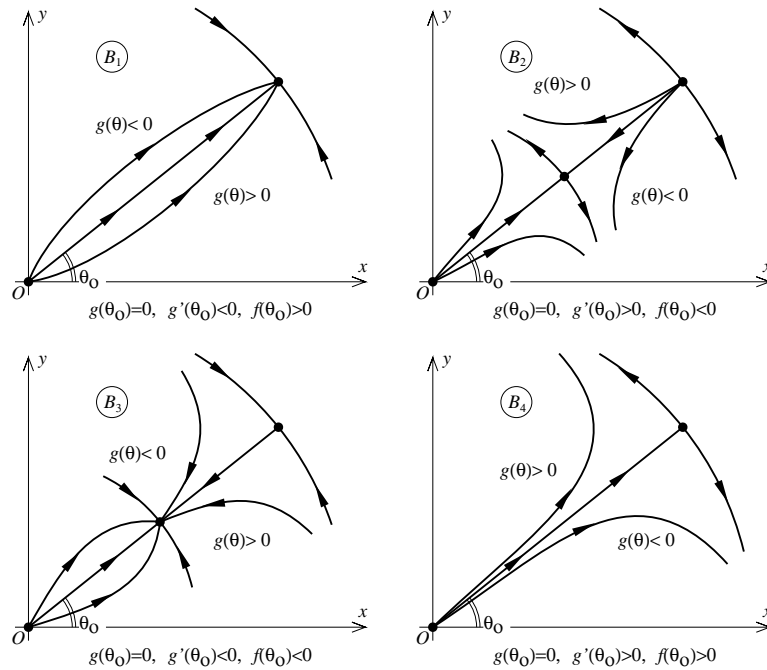 y
B1
g(θ)< 0
g(θ)> 0
x
O
θO
g(θO)=0, g’(θO)<0, f(θO)>0
y
B2
g(θ)> 0
g(θ)< 0
x
O
θO
g(θO)=0, g’(θO)>0, f(θO)<0
y
B3
g(θ)< 0
g(θ)> 0
x
O
θO
g(θO)=0, g’(θO)<0, f(θO)<0
y
B4
g(θ)> 0
g(θ)< 0
x
O
θO
g(θO)=0, g’(θO)>0, f(θO)>0